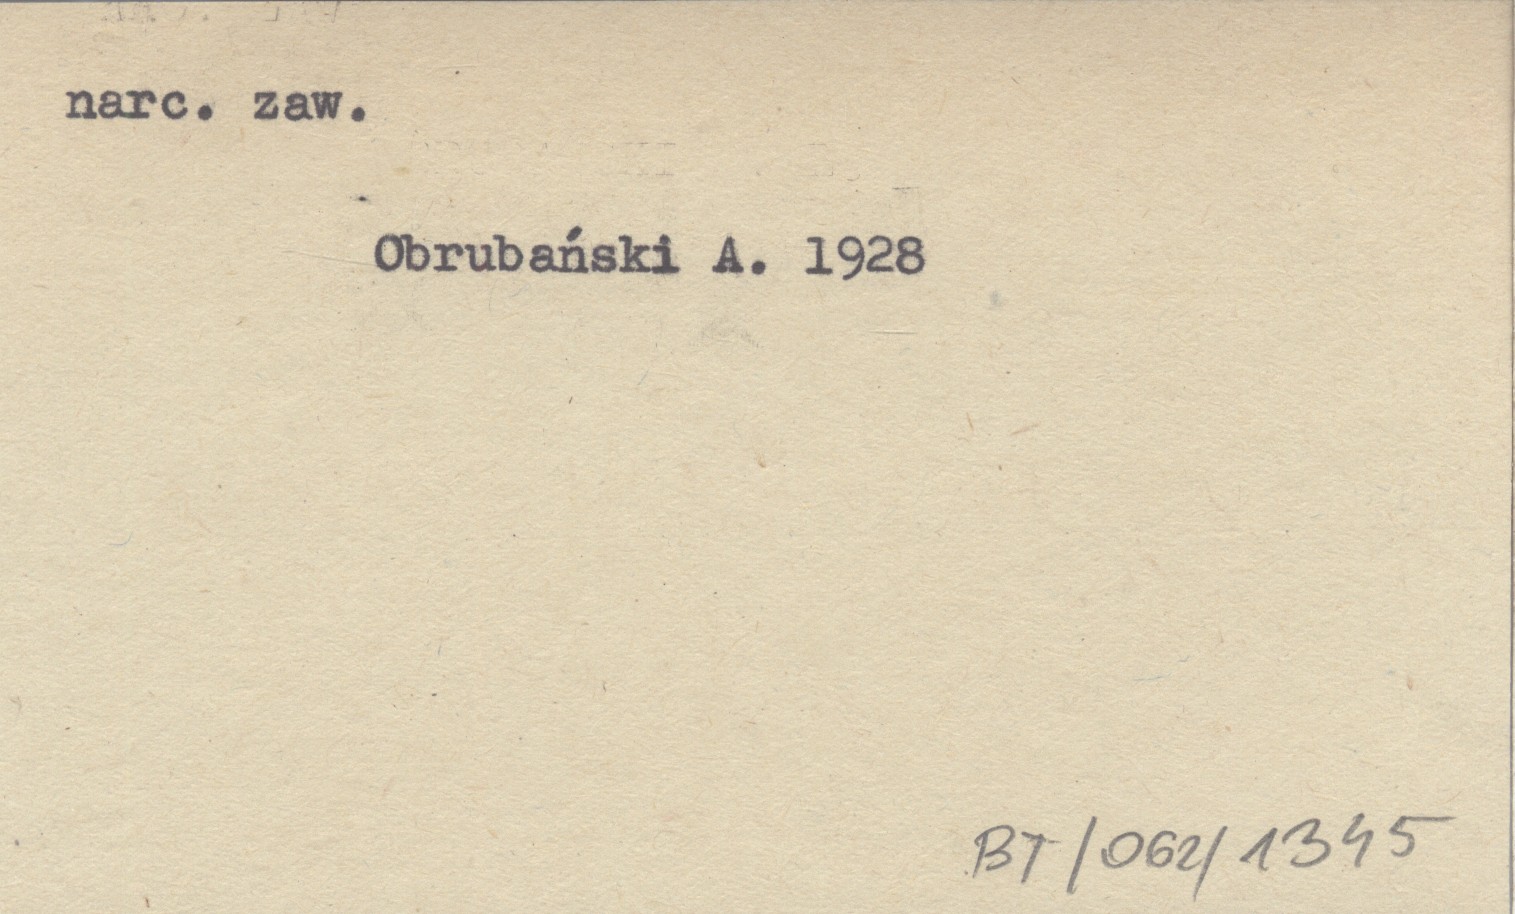 narc. zaw.
Obrubański A. 1928
BT/062/1345